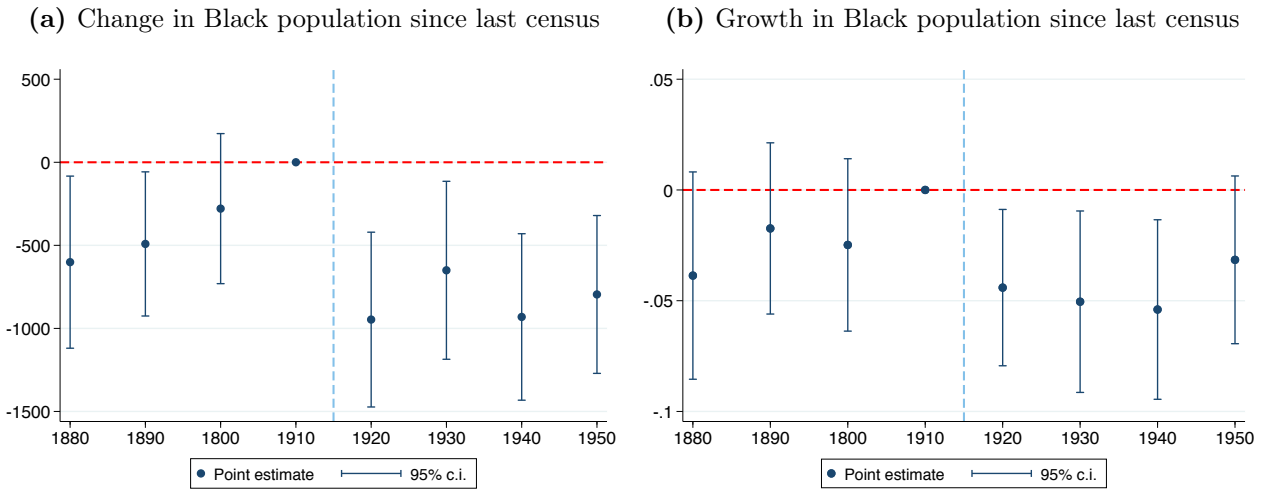 (a) Change in Black population since last census
500
0
-500
-1000
-1500
1880 1890 1800 1910 1920 1930 1940 1950
Point estimate 95% c.i.
(b) Growth in Black population since last census
.05
0
-.05
-.1
1880 1890 1800 1910 1920 1930 1940 1950
Point estimate 95% c.i.